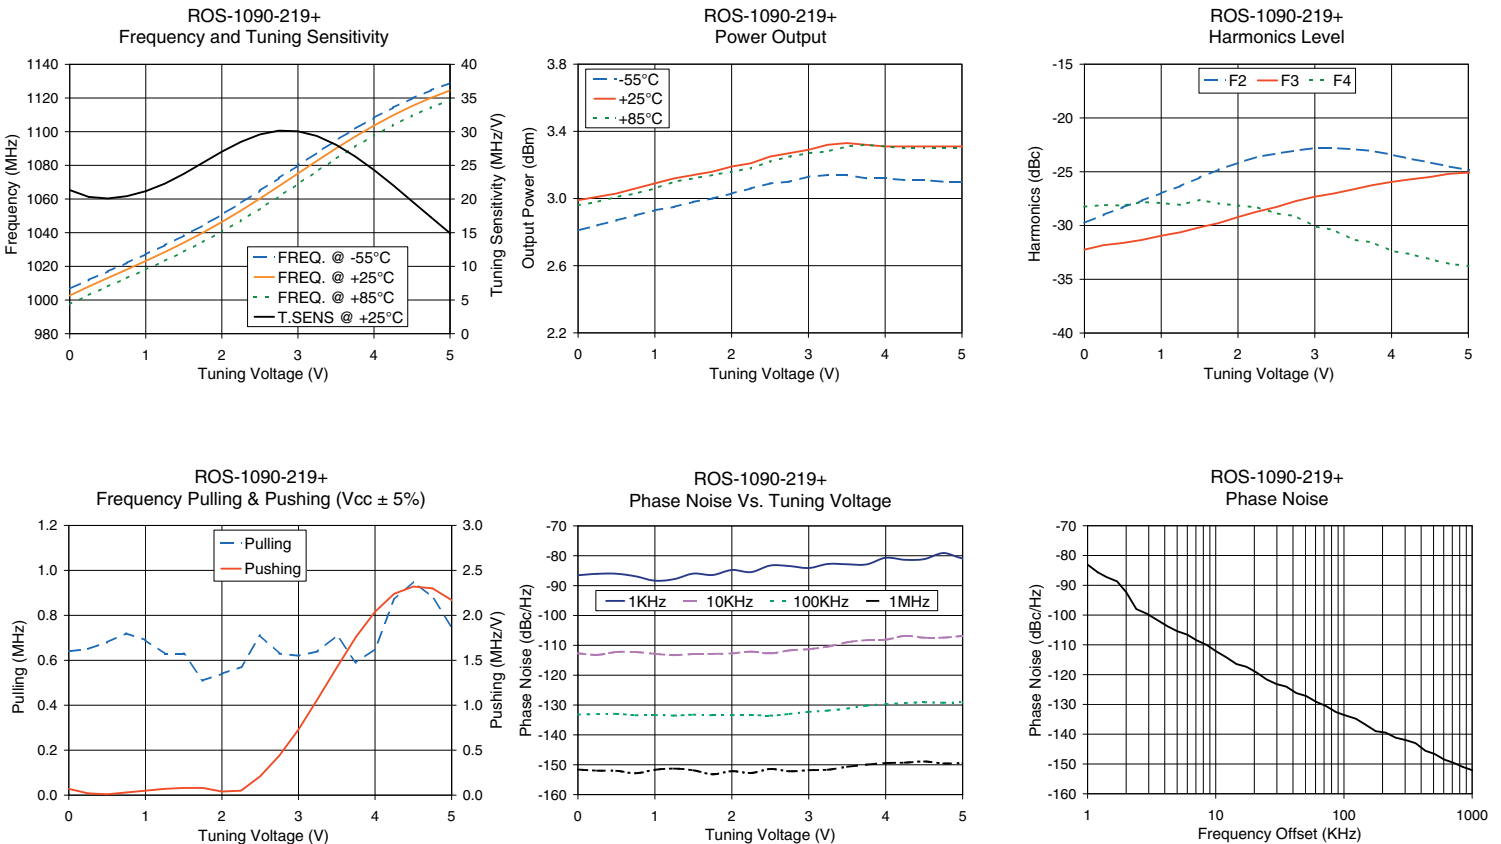 ROS-1090-219+
Frequency and Tuning Sensitivity
1140
1120
1100
1080
1060
1040
1020
1000
980
40
35
30
25
20
15
10
5
0
Frequency (MHz)
Tuning Sensitivity (MHz/V)
FREQ. @ -55°C
FREQ. @ +25°C
FREQ. @ +85°C
T.SENS @ +25°C
0 1 2 3 4 5
Tuning Voltage (V)
ROS-1090-219+
Power Output
3.8
3.4
3.0
2.6
2.2
Output Power (dBm)
-55°C
+25°C
+85°C
0 1 2 3 4 5
Tuning Voltage (V)
ROS-1090-219+
Harmonics Level
-15
-20
-25
-30
-35
-40
Harmonics (dBc)
F2 F3 F4
0 1 2 3 4 5
Tuning Voltage (V)
ROS-1090-219+
Frequency Pulling & Pushing (Vcc ± 5%)
1.2
1.0
0.8
0.6
0.4
0.2
0.0
3.0
2.5
2.0
1.5
1.0
0.5
0.0
Pulling (MHz)
Pushing (MHz/V)
Pulling
Pushing
0 1 2 3 4 5
Tuning Voltage (V)
ROS-1090-219+
Phase Noise Vs. Tuning Voltage
-70
-80
-90
-100
-110
-120
-130
-140
-150
-160
Phase Noise (dBc/Hz)
1KHz 10KHz 100KHz 1MHz
0 1 2 3 4 5
Tuning Voltage (V)
ROS-1090-219+
Phase Noise
-70
-80
-90
-100
-110
-120
-130
-140
-150
-160
Phase Noise (dBc/Hz)
1 10 100 1000
Frequency Offset (KHz)